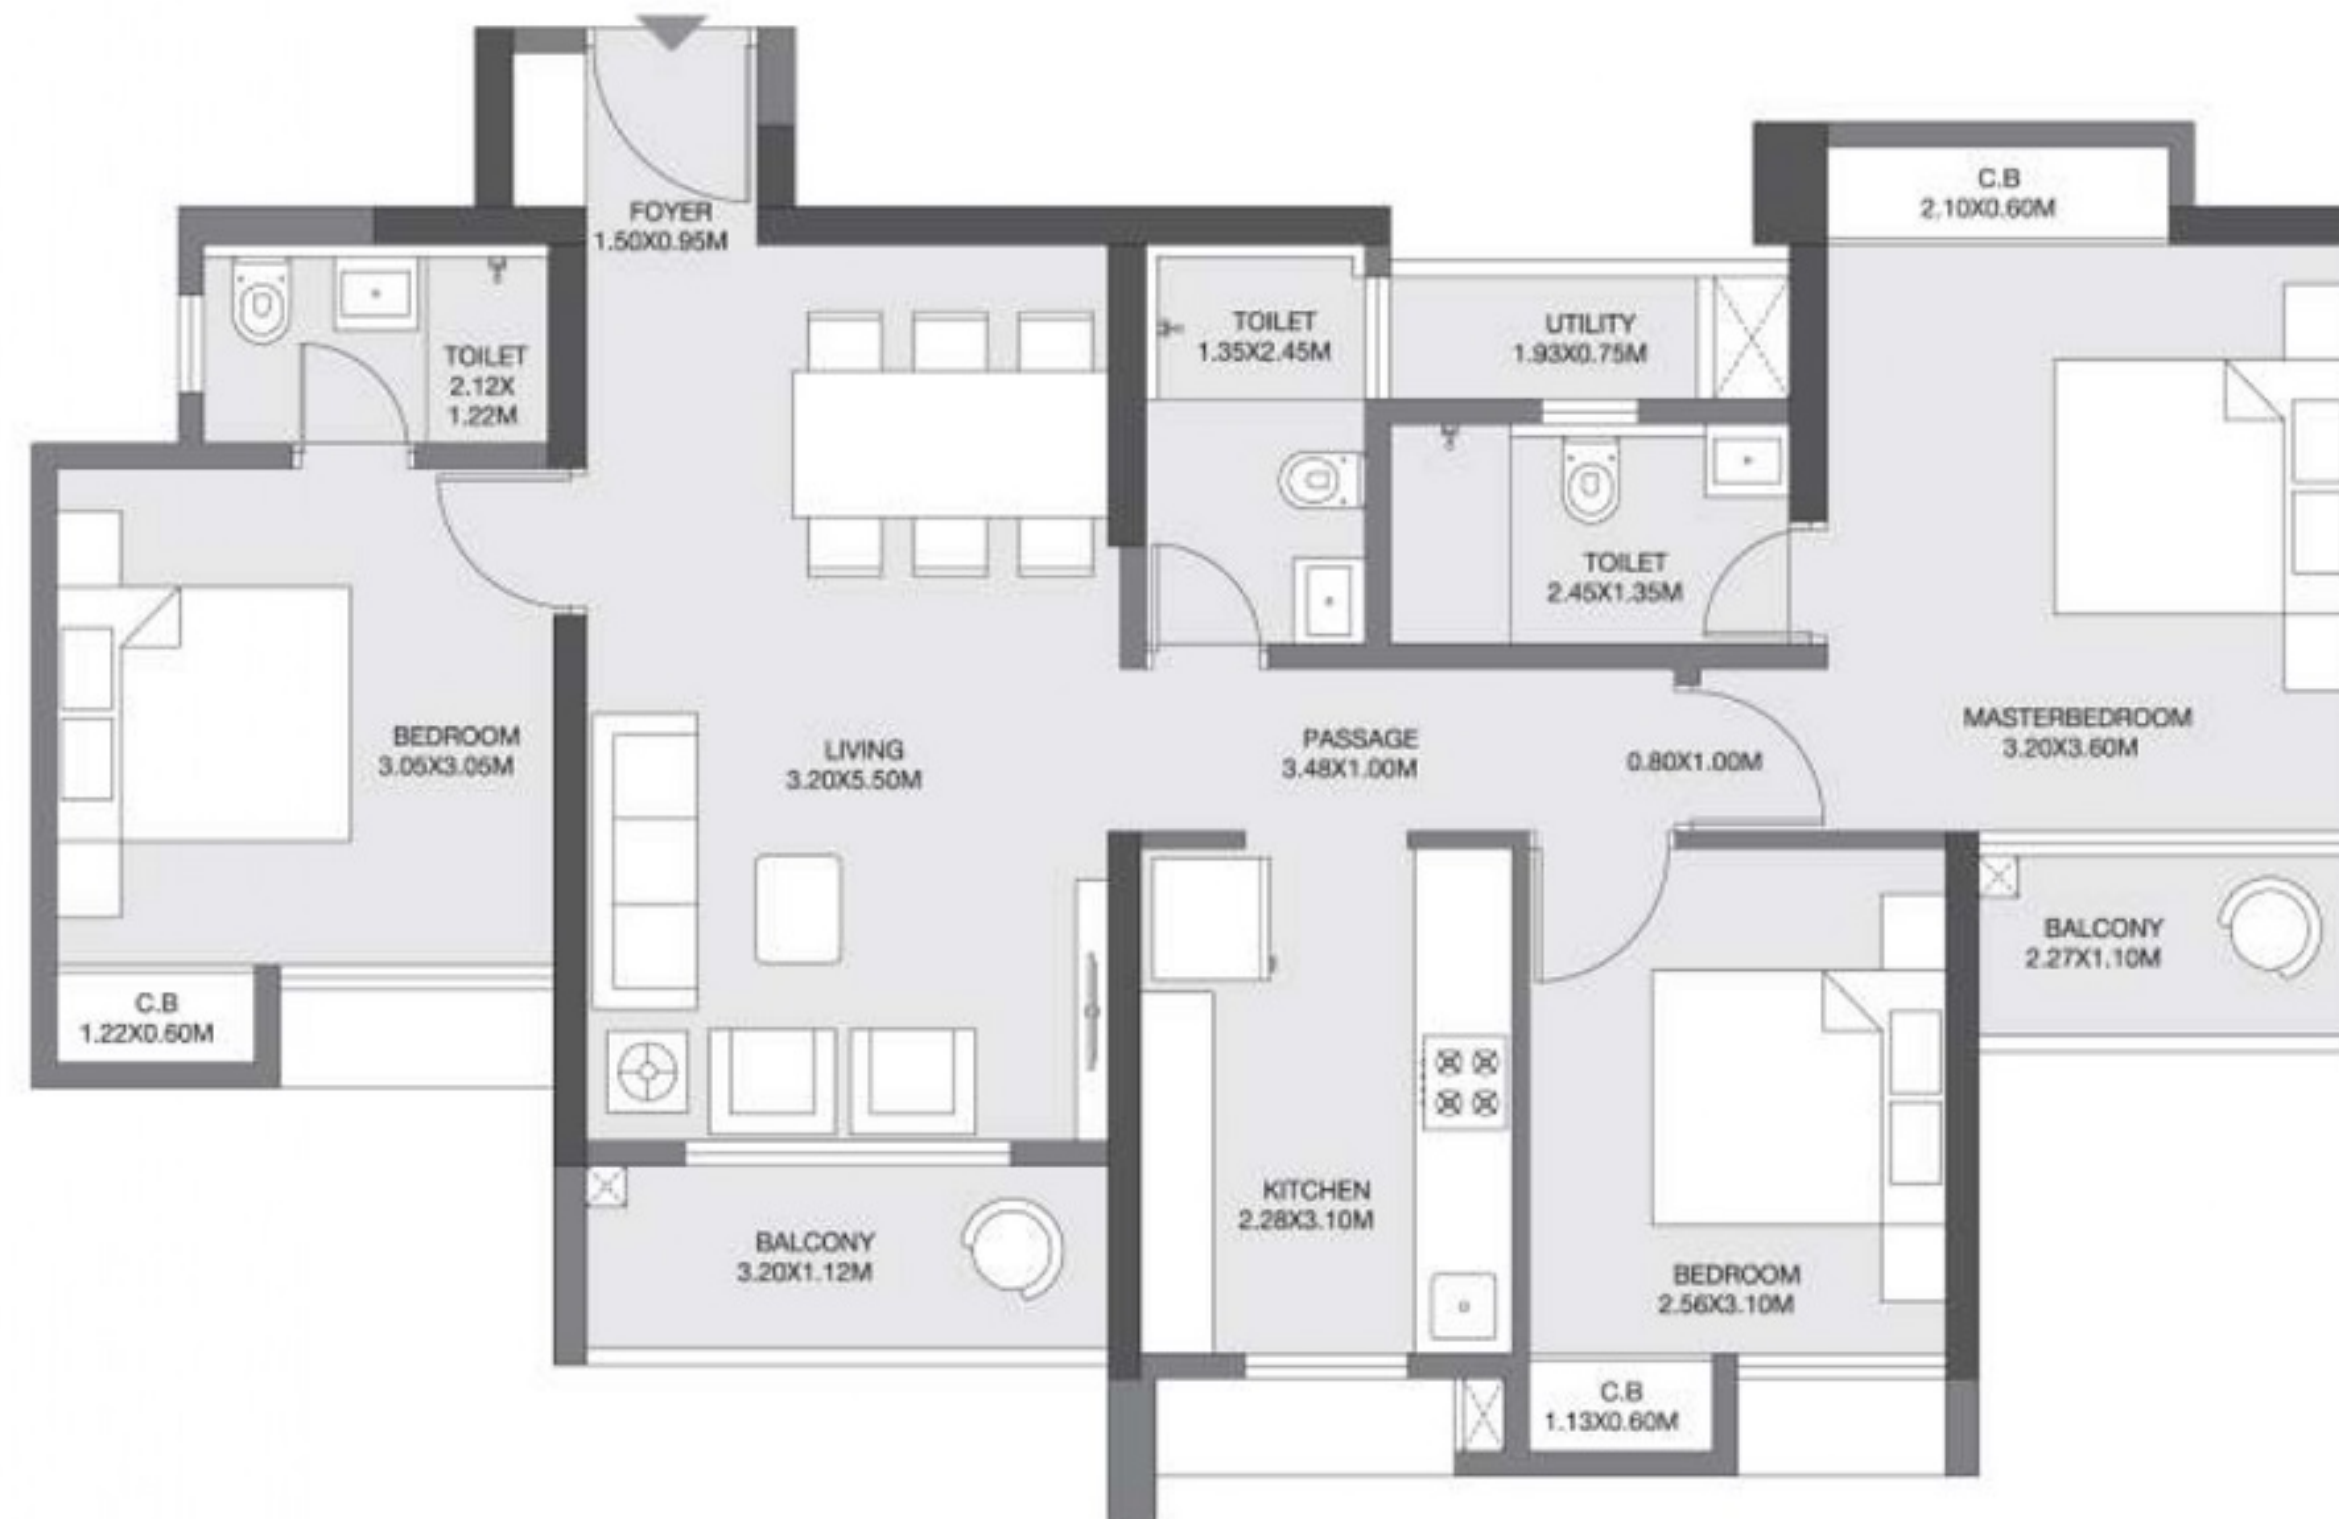 FOYER
1.50X0.95M
C.B
2.10X0.60M
TOILET
2.12X
1.22M
TOILET
1.35X2.45M
UTILITY
1.93X0.75M
TOILET
2.45X1.35M
BEDROOM
3.05X3.05M
LIVING
3.20X5.50M
PASSAGE
3.48X1.00M
0.80X1.00M
MASTERBEDROOM
3.20X3.60M
BALCONY
2.27X1.10M
C.B
1.22X0.60M
KITCHEN
2.28X3.10M
BALCONY
3.20X1.12M
BEDROOM
2.56X3.10M
C.B
1.13X0.60M